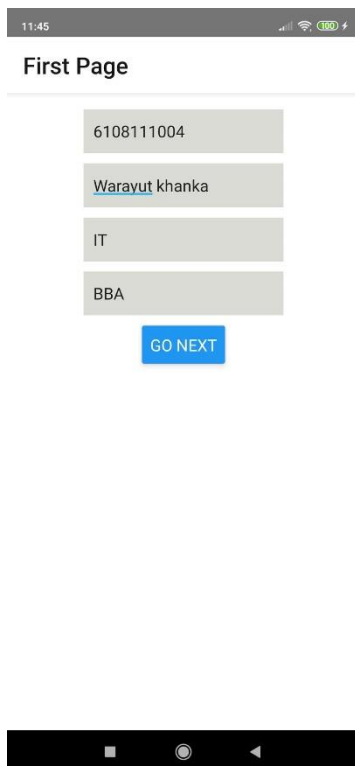 11:45
100
First Page
6108111004
Warayut khanka
IT
BBA
GO NEXT